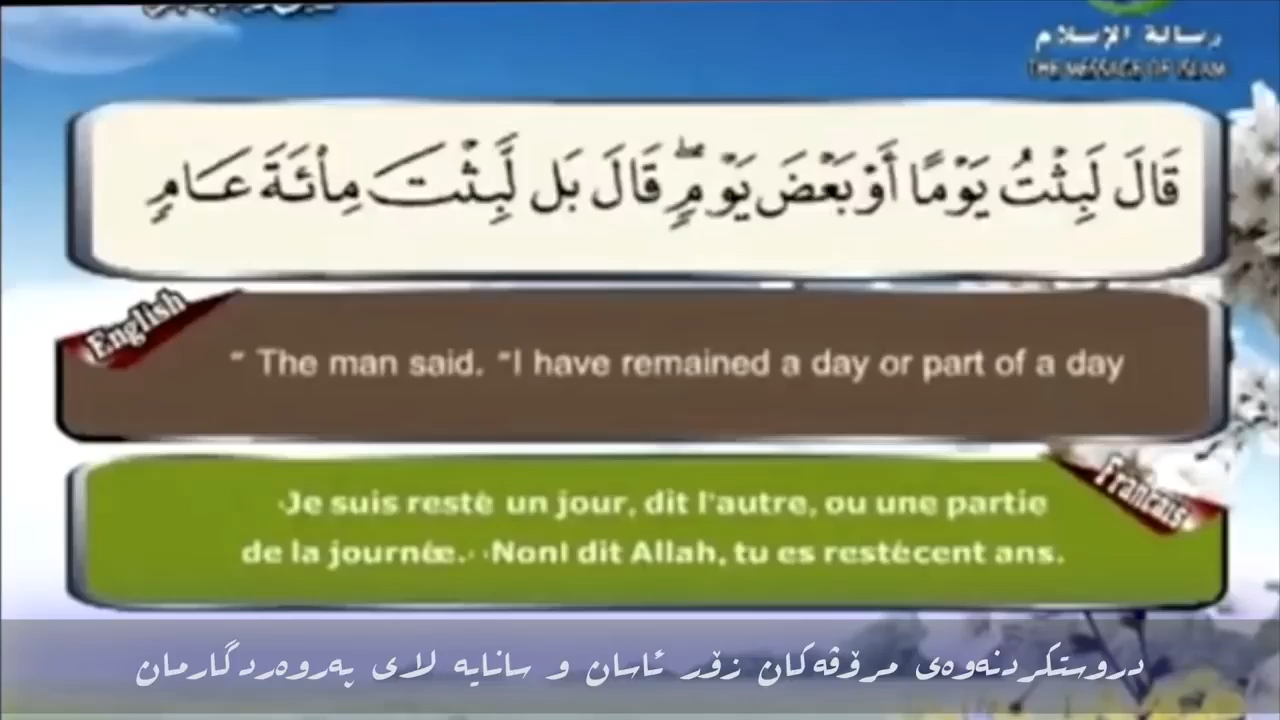 رسالة الإسلام
THE MESSAGE OF ISLAM
قَالَ لَبِثْتُ يَوْمًا أَوْ بَعْضَ يَوْمٍ ۖ قَالَ بَل لَّبِثْتَ مِا۟ئَةَ عَامٍ
English
" The man said. "I have remained a day or part of a day
Francais
Je suis resté un jour, dit l'autre, ou une partie
de la journée. Non! dit Allah, tu es restécent ans.
دروستکردنەوەی مرۆڤەکان زۆر ئاسان و سانایە لای پەروەردگارمان